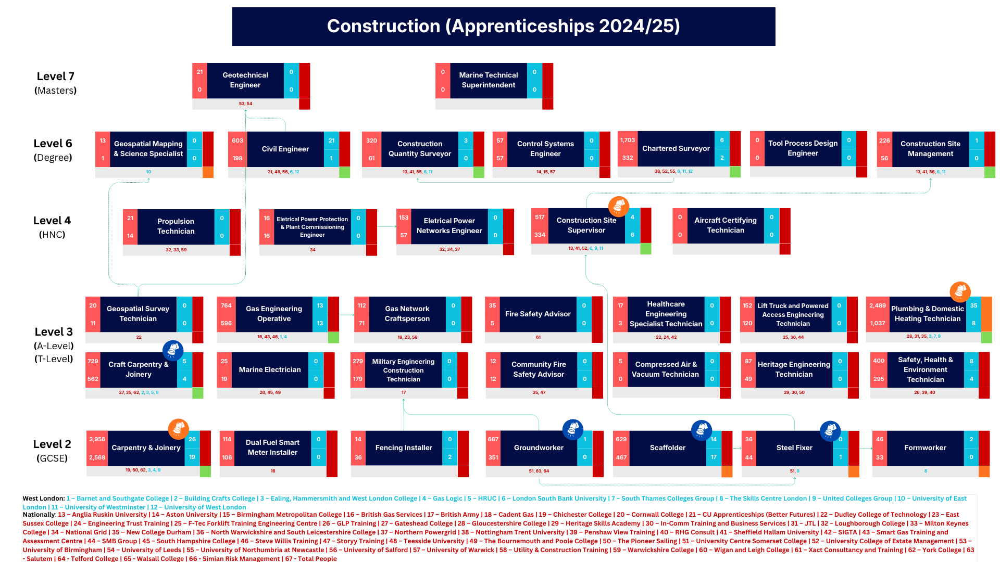 Construction (Apprenticeships 2024/25)
Level 7
(Masters)
21
0
Geotechnical
Engineer
0
0
53, 54
0
0
Marine Technical
Superintendent
0
0
Level 6
(Degree)
13
1
Geospatial Mapping
& Science Specialist
0
0
10
603
198
Civil Engineer
21
1
21, 48, 56, 6, 12
320
61
Construction
Quantity Surveyor
3
0
13, 41, 55, 6, 11
57
57
Control Systems
Engineer
0
0
14, 15, 57
1,703
332
Chartered Surveyor
6
2
38, 52, 55, 6, 11, 12
0
0
Tool Process Design
Engineer
0
0
226
56
Construction Site
Management
1
0
13, 41, 56, 6, 11
Level 4
(HNC)
21
14
Propulsion
Technician
0
0
32, 33, 59
16
16
Eletrical Power Protection
& Plant Commissioning
Engineer
0
0
34
153
57
Eletrical Power
Networks Engineer
0
0
32, 34, 37
517
334
Construction Site
Supervisor
4
6
13, 41, 52, 6, 9, 11
0
0
Aircraft Certifying
Technician
0
0
Level 3
(A-Level)
(T-Level)
20
11
Geospatial Survey
Technician
0
0
22
764
596
Gas Engineering
Operative
13
13
16, 43, 46, 1, 4
112
71
Gas Network
Craftsperson
0
0
18, 23, 58
35
5
Fire Safety Advisor
0
0
61
17
3
Healthcare
Engineering
Specialist Technician
0
0
22, 24, 42
152
120
Lift Truck and Powered
Access Engineering
Technician
0
0
25, 36, 44
2,489
1,037
Plumbing & Domestic
Heating Technician
35
8
28, 31, 35, 3, 7, 9
729
562
Craft Carpentry &
Joinery
5
4
27, 35, 62, 2, 3, 5, 9
25
19
Marine Electrician
0
0
20, 45, 49
279
179
Military Engineering
Construction
Technician
0
0
17
12
12
Community Fire
Safety Advisor
0
0
35, 47
5
0
Compressed Air &
Vacuum Technician
0
0
87
49
Heritage Engineering
Technician
0
0
29, 30, 50
400
295
Safety, Health &
Environment
Technician
8
4
26, 39, 40
Level 2
(GCSE)
3,956
2,568
Carpentry & Joinery
26
19
19, 60, 62, 3, 4, 9
114
106
Dual Fuel Smart
Meter Installer
0
0
16
14
36
Fencing Installer
0
2
667
351
Groundworker
1
0
51, 63, 64
629
467
Scaffolder
14
17
36
44
Steel Fixer
0
1
51, 8
46
33
Formworker
2
0
8
West London: 1 – Barnet and Southgate College | 2 – Building Crafts College | 3 – Ealing, Hammersmith and West London College | 4 – Gas Logic | 5 – HRUC | 6 – London South Bank University | 7 – South Thames Colleges Group | 8 – The Skills Centre London | 9 – United Colleges Group | 10 – University of East
London | 11 – University of Westminster | 12 – University of West London
Nationally: 13 – Anglia Ruskin University | 14 – Aston University | 15 – Birmingham Metropolitan College | 16 – British Gas Services | 17 – British Army | 18 – Cadent Gas | 19 – Chichester College | 20 – Cornwall College | 21 – CU Apprenticeships (Better Futures) | 22 – Dudley College of Technology | 23 – East
Sussex College | 24 – Engineering Trust Training | 25 – F-Tec Forklift Training Engineering Centre | 26 – GLP Training | 27 – Gateshead College | 28 – Gloucestershire College | 29 – Heritage Skills Academy | 30 – In-Comm Training and Business Services | 31 – JTL | 32 – Loughborough College | 33 – Milton Keynes
College | 34 – National Grid | 35 – New College Durham | 36 – North Warwickshire and South Leicestershire College | 37 – Northern Powergrid | 38 – Nottingham Trent University | 39 – Penshaw View Training | 40 – RHG Consult | 41 – Sheffield Hallam University | 42 – SIGTA | 43 – Smart Gas Training and
Assessment Centre | 44 – SMB Group | 45 – South Hampshire College | 46 – Steve Willis Training | 47 – Storyy Training | 48 – Teesside University | 49 – The Bournemouth and Poole College | 50 – The Pioneer Sailing | 51 – University Centre Somerset College | 52 – University College of Estate Management | 53 –
University of Birmingham | 54 – University of Leeds | 55 – University of Northumbria at Newcastle | 56 – University of Salford | 57 – University of Warwick | 58 – Utility & Construction Training | 59 – Warwickshire College | 60 – Wigan and Leigh College | 61 – Xact Consultancy and Training | 62 – York College | 63
- Salutem | 64 - Telford College | 65 - Walsall College | 66 - Simian Risk Management | 67 - Total People